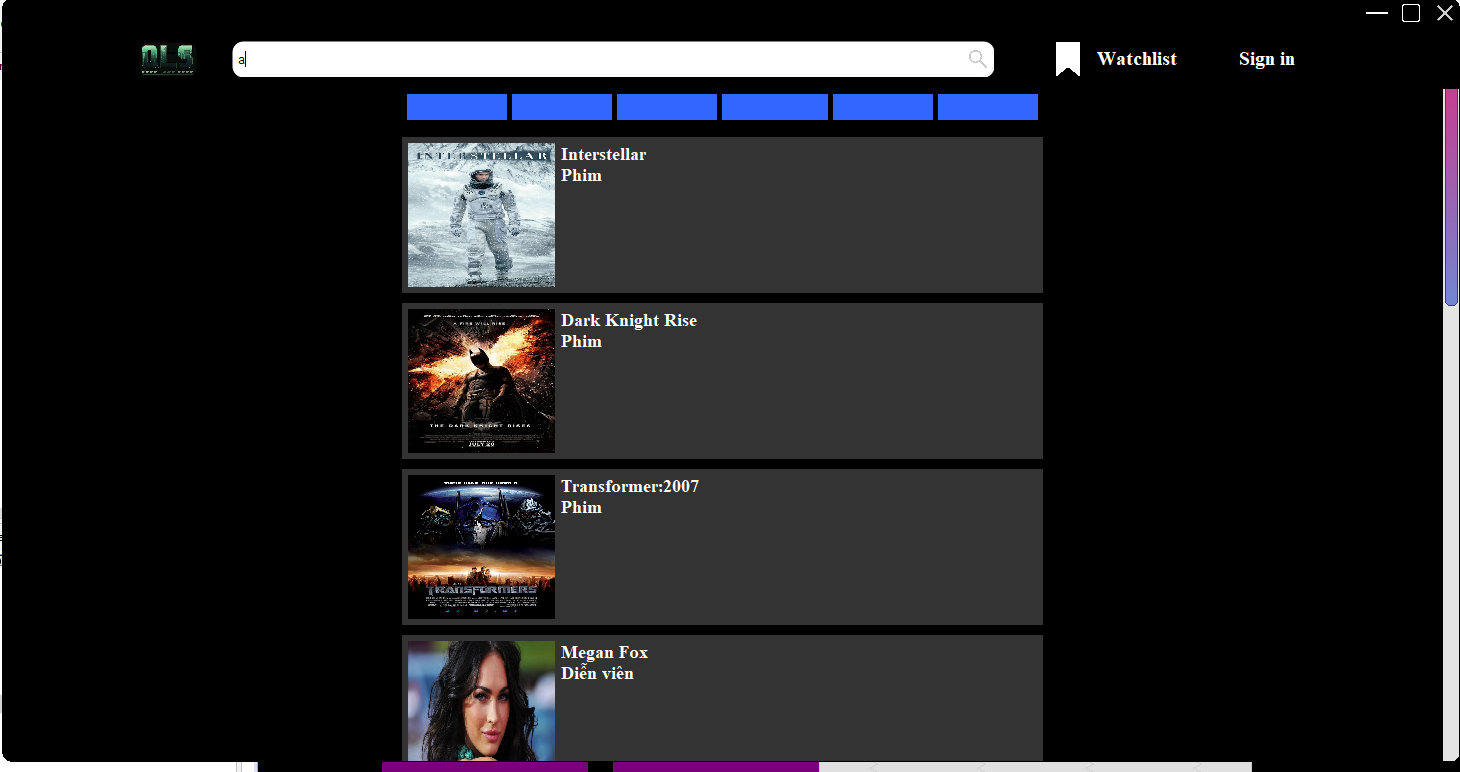 DLS
a
Watchlist
Sign in
INTERSTELLAR
Interstellar
Phim
A FIRE WILL RISE
THE DARK KNIGHT RISES
JULY 20
Dark Knight Rise
Phim
TRANSFORMERS
Transformer:2007
Phim
Megan Fox
Diễn viên